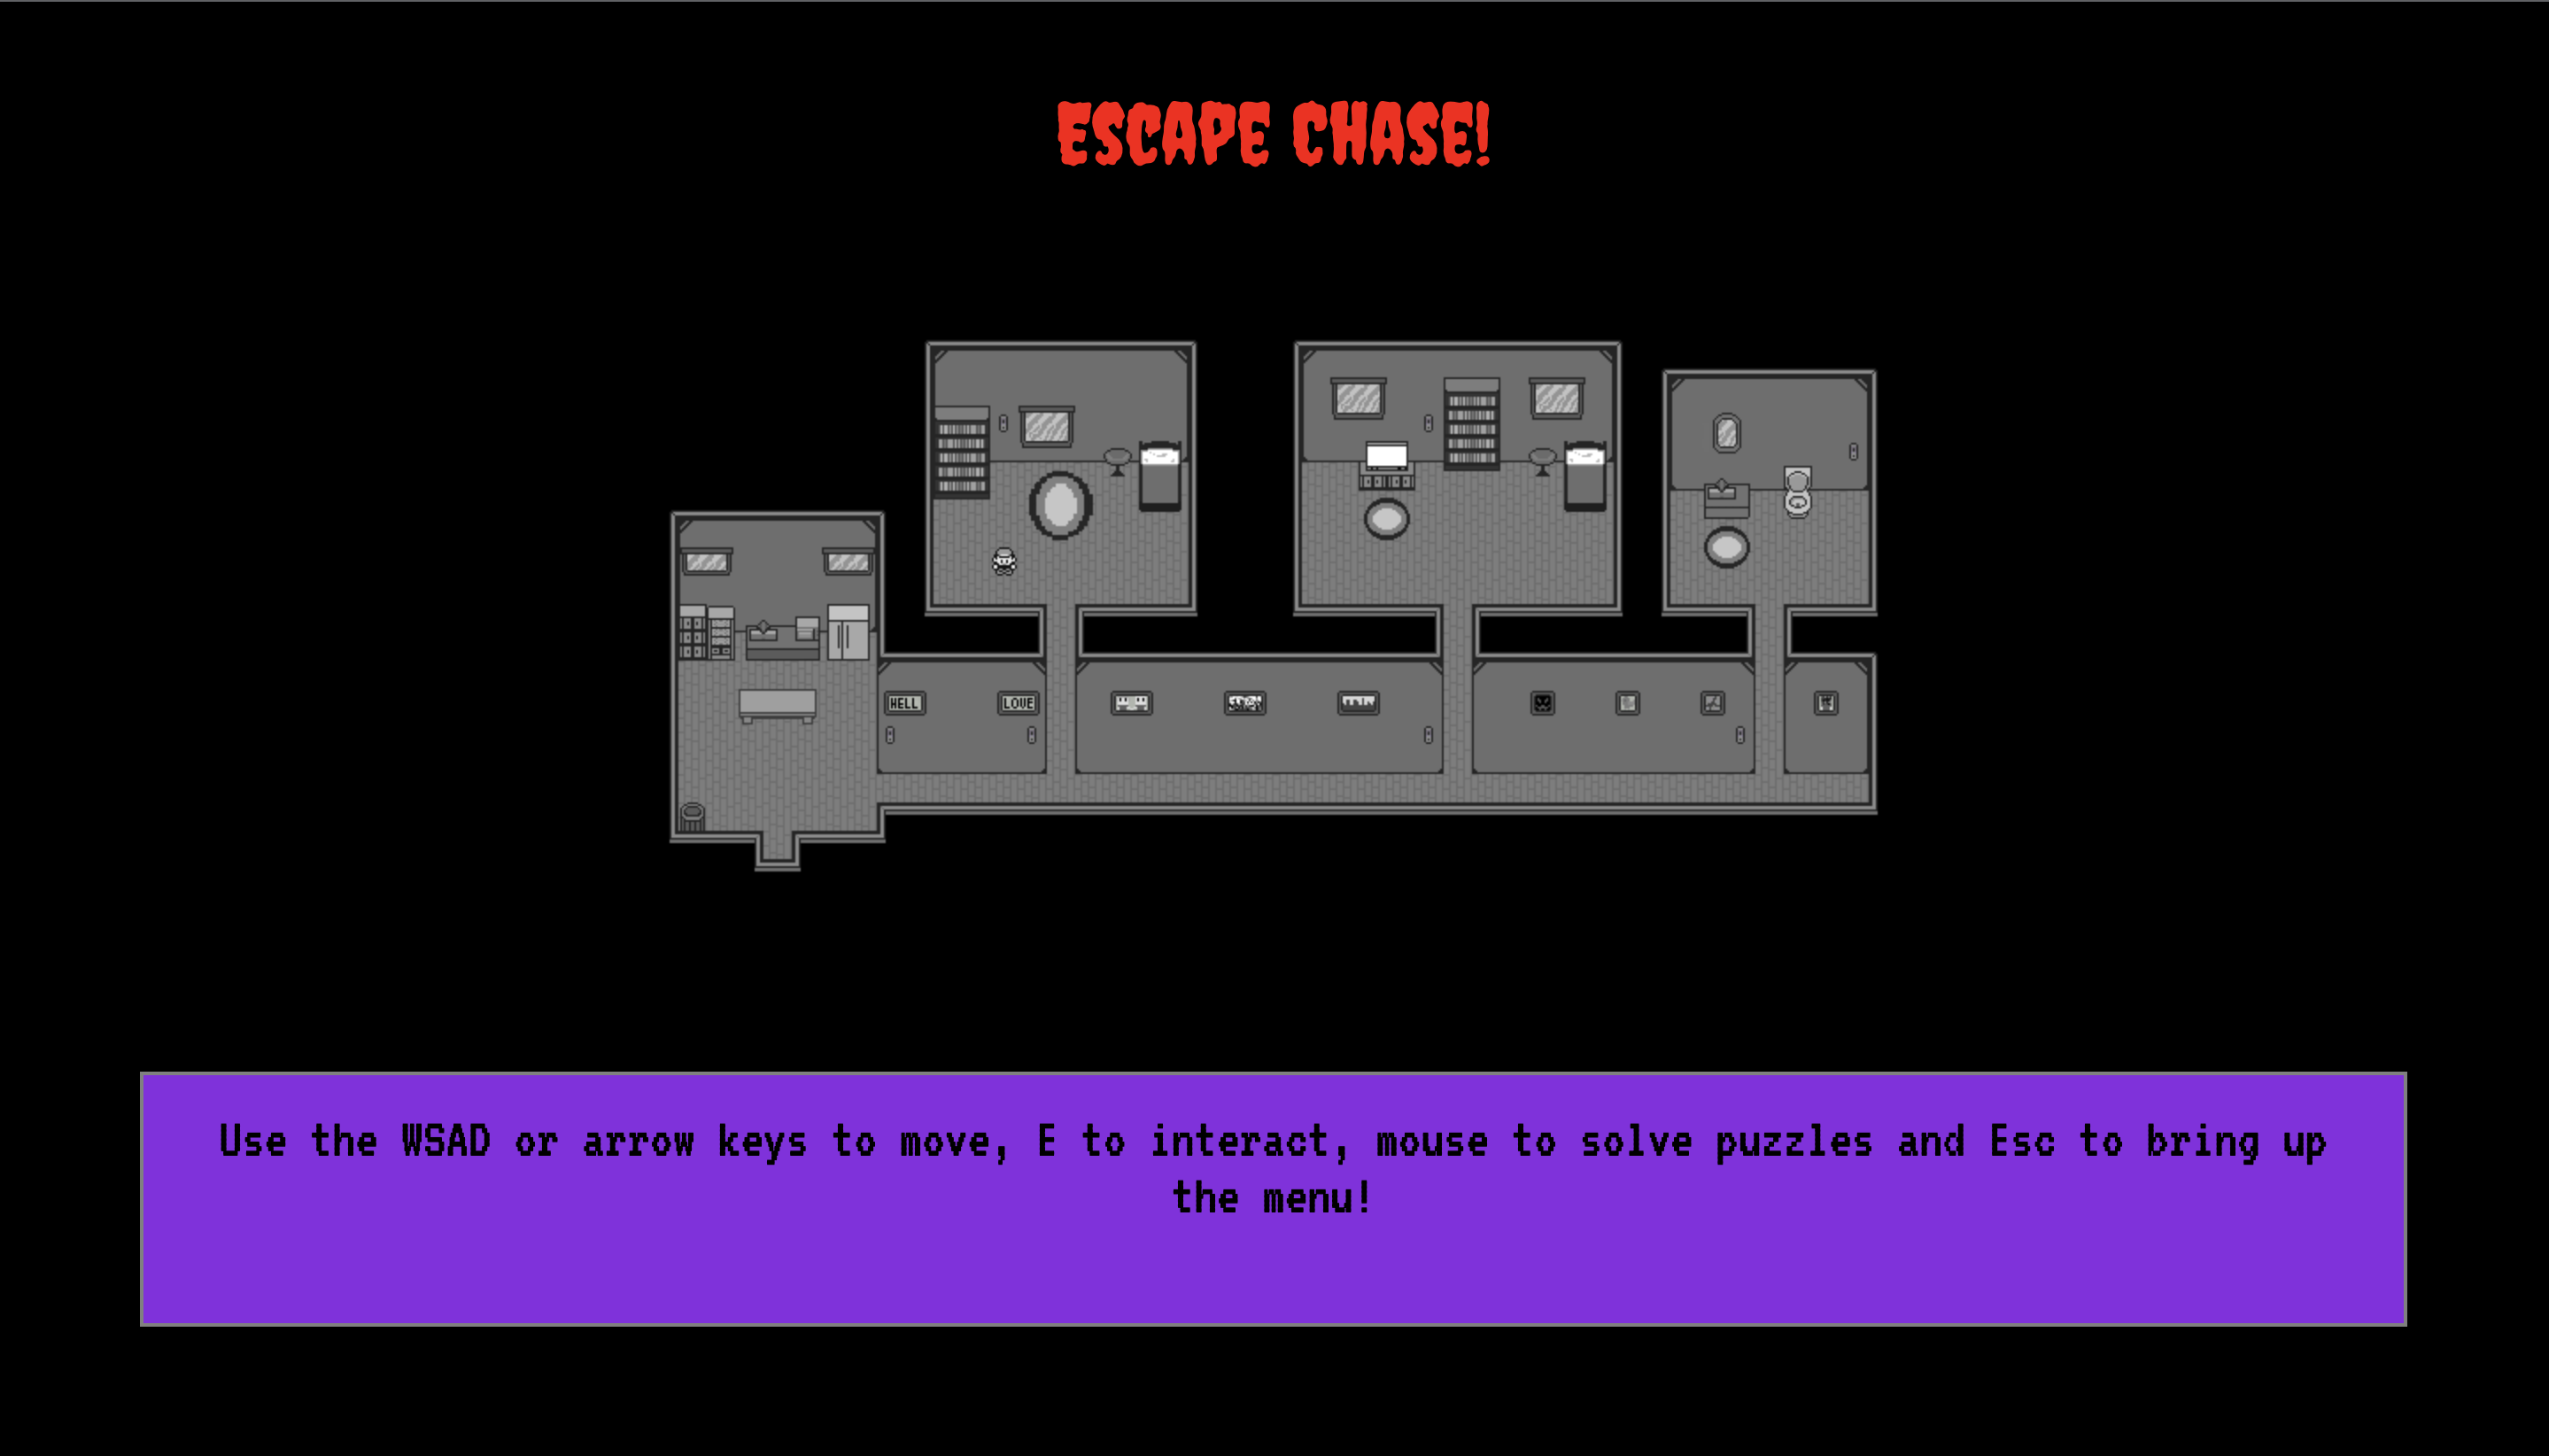 ESCAPE CHASE!
HELL
LOVE
Use the WSAD or arrow keys to move, E to interact, mouse to solve puzzles and Esc to bring up
the menu!